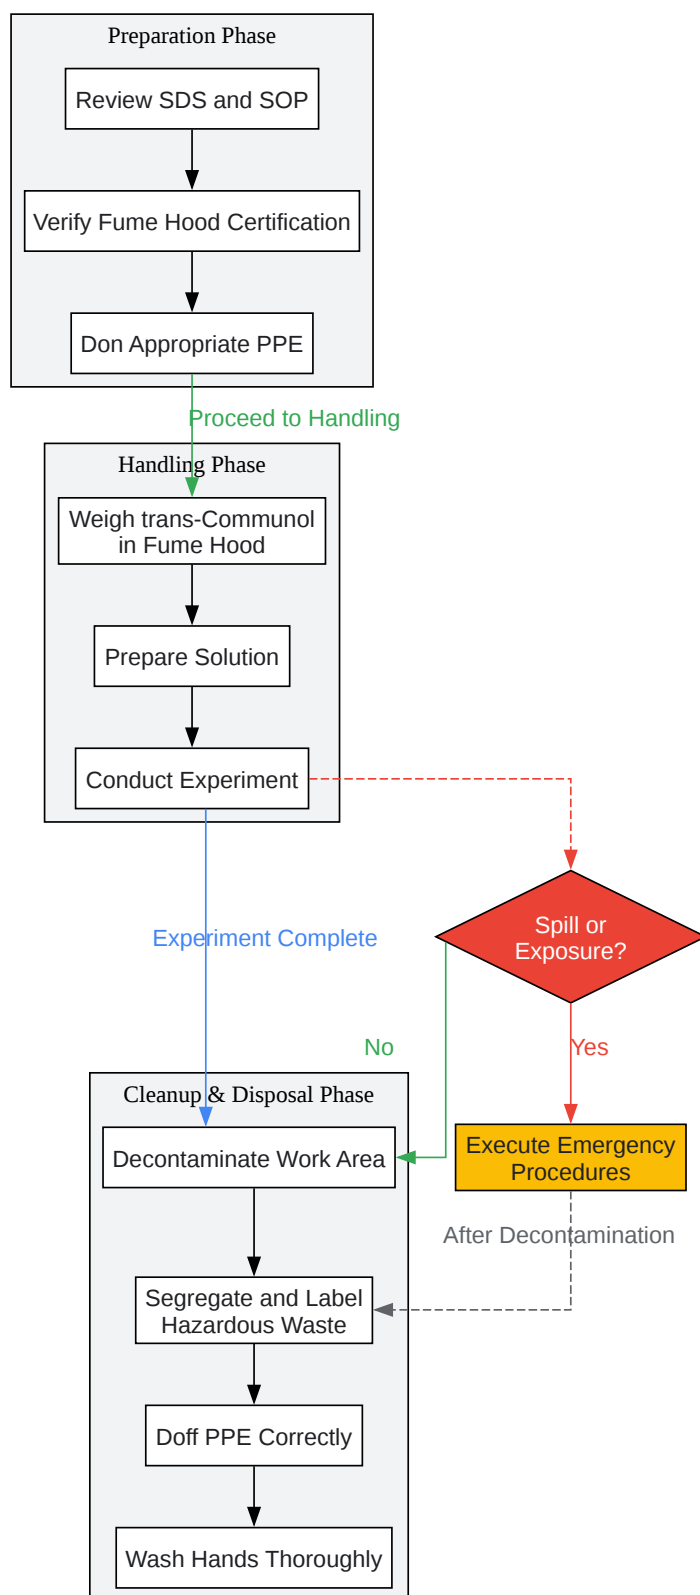 Preparation Phase
Review SDS and SOP
Verify Fume Hood Certification
Don Appropriate PPE
Proceed to Handling
Handling Phase
Weigh trans-Communol
in Fume Hood
Prepare Solution
Conduct Experiment
Spill or
Exposure?
Experiment Complete
No
Yes
Cleanup & Disposal Phase
Decontaminate Work Area
Execute Emergency
Procedures
After Decontamination
Segregate and Label
Hazardous Waste
Doff PPE Correctly
Wash Hands Thoroughly